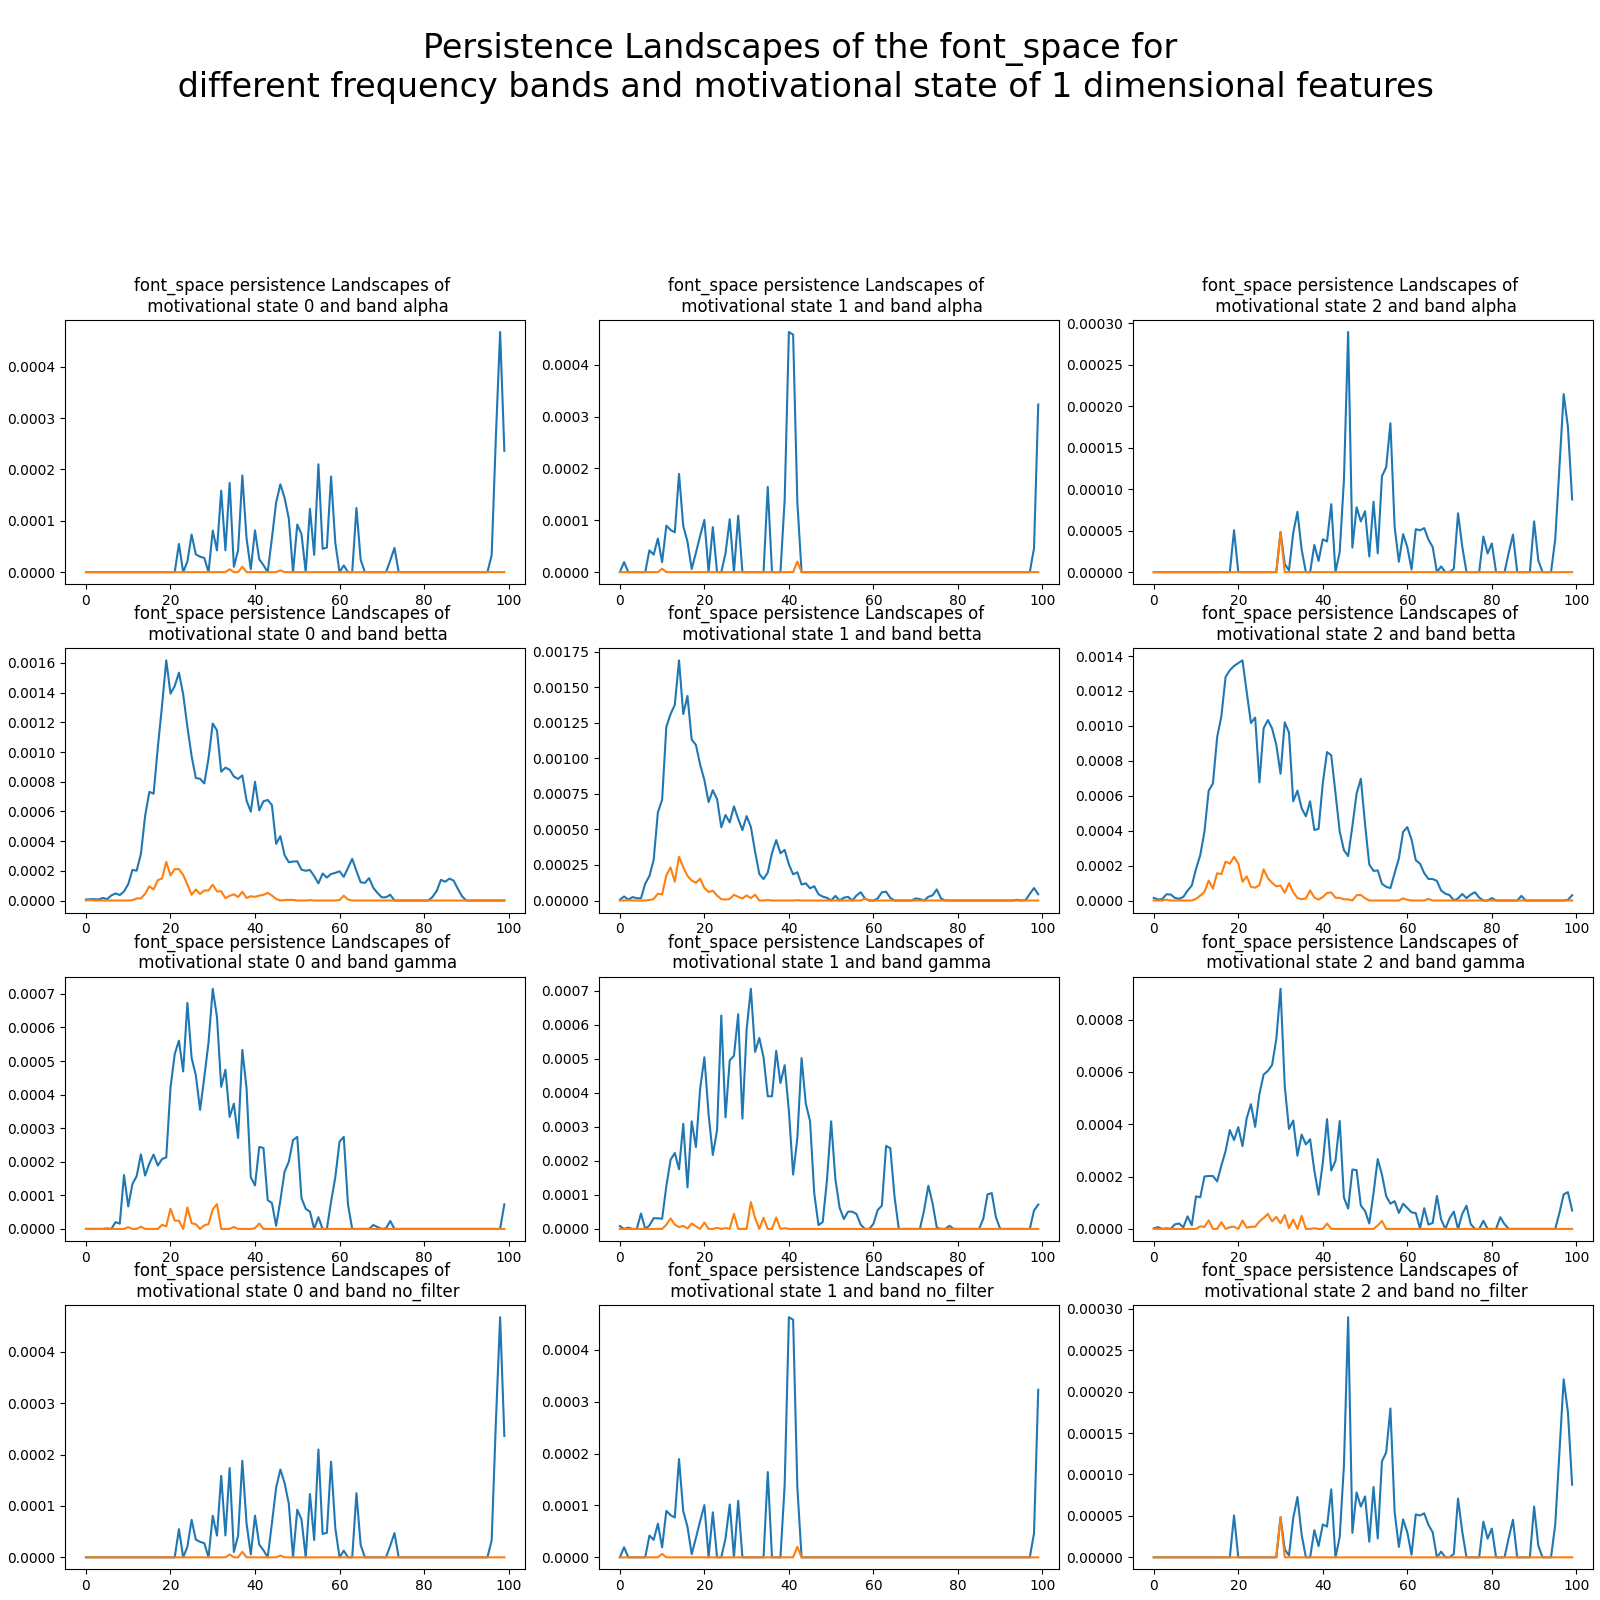 Persistence Landscapes of the font_space for
different frequency bands and motivational state of 1 dimensional features
font_space persistence Landscapes of
motivational state 0 and band alpha
0.0004
0.0003
0.0002
0.0001
0.0000
0 20 40 60 80 100
font_space persistence Landscapes of
motivational state 1 and band alpha
0.0004
0.0003
0.0002
0.0001
0.0000
0 20 40 60 80 100
font_space persistence Landscapes of
motivational state 2 and band alpha
0.00030
0.00025
0.00020
0.00015
0.00010
0.00005
0.00000
0 20 40 60 80 100
font_space persistence Landscapes of
motivational state 0 and band betta
0.0016
0.0014
0.0012
0.0010
0.0008
0.0006
0.0004
0.0002
0.0000
0 20 40 60 80 100
font_space persistence Landscapes of
motivational state 1 and band betta
0.00175
0.00150
0.00125
0.00100
0.00075
0.00050
0.00025
0.00000
0 20 40 60 80 100
font_space persistence Landscapes of
motivational state 2 and band betta
0.0014
0.0012
0.0010
0.0008
0.0006
0.0004
0.0002
0.0000
0 20 40 60 80 100
font_space persistence Landscapes of
motivational state 0 and band gamma
0.0007
0.0006
0.0005
0.0004
0.0003
0.0002
0.0001
0.0000
0 20 40 60 80 100
font_space persistence Landscapes of
motivational state 1 and band gamma
0.0007
0.0006
0.0005
0.0004
0.0003
0.0002
0.0001
0.0000
0 20 40 60 80 100
font_space persistence Landscapes of
motivational state 2 and band gamma
0.0008
0.0006
0.0004
0.0002
0.0000
0 20 40 60 80 100
font_space persistence Landscapes of
motivational state 0 and band no_filter
0.0004
0.0003
0.0002
0.0001
0.0000
0 20 40 60 80 100
font_space persistence Landscapes of
motivational state 1 and band no_filter
0.0004
0.0003
0.0002
0.0001
0.0000
0 20 40 60 80 100
font_space persistence Landscapes of
motivational state 2 and band no_filter
0.00030
0.00025
0.00020
0.00015
0.00010
0.00005
0.00000
0 20 40 60 80 100